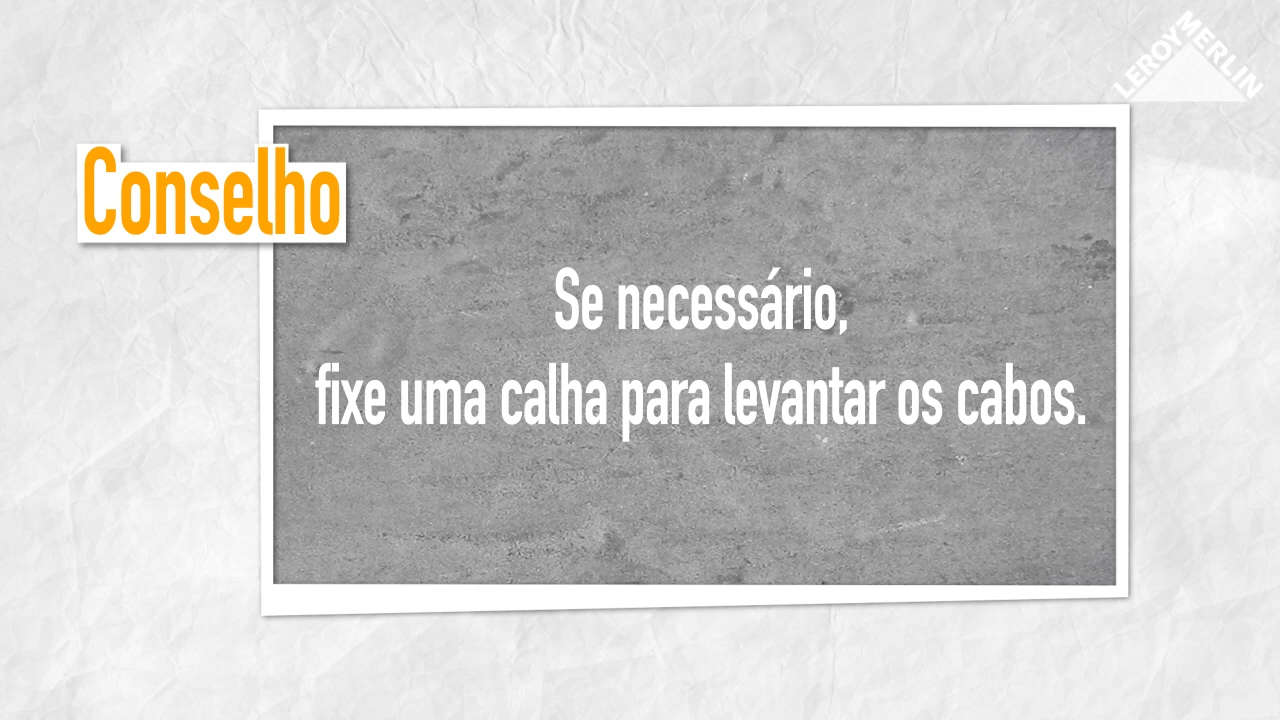 LEROY MERLIN
Conselho
Se necessário,
fixe uma calha para levantar os cabos.